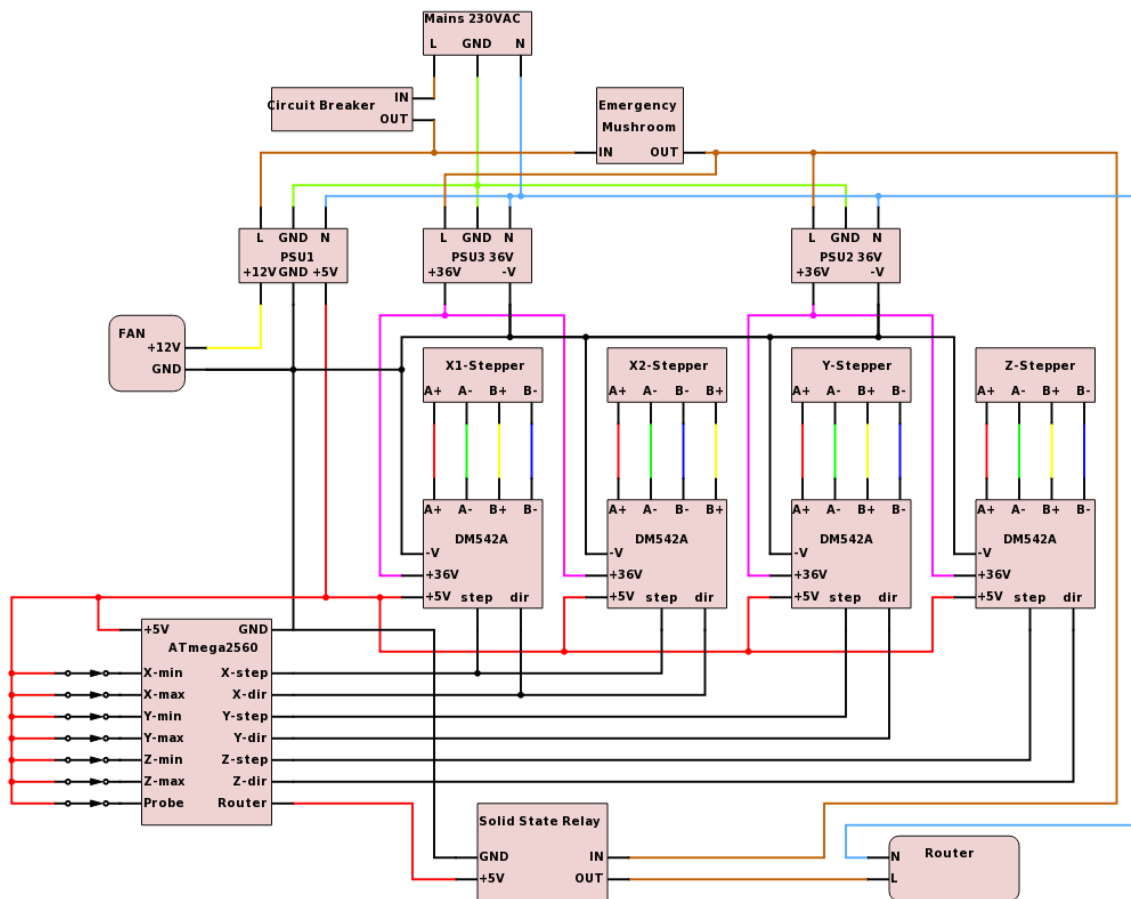 Mains 230VAC
L GND N
Circuit Breaker
IN
OUT
Emergency
Mushroom
IN OUT
L GND N
PSU1
+12V GND +5V
L GND N
PSU3 36V
+36V -V
L GND N
PSU2 36V
+36V -V
FAN
+12V
GND
X1-Stepper
A+ A- B+ B-
X2-Stepper
A+ A- B- B+
Y-Stepper
A+ A- B+ B-
Z-Stepper
A+ A- B+ B-
A+ A- B+ B-
DM542A
-V
+36V
+5V step dir
A+ A- B- B+
DM542A
-V
+36V
+5V step dir
A+ A- B+ B-
DM542A
-V
+36V
+5V step dir
A+ A- B+ B-
DM542A
-V
+36V
+5V step dir
+5V GND
ATmega2560
X-min X-step
X-max X-dir
Y-min Y-step
Y-max Y-dir
Z-min Z-step
Z-max Z-dir
Probe Router
Solid State Relay
GND IN
+5V OUT
Router
N
L